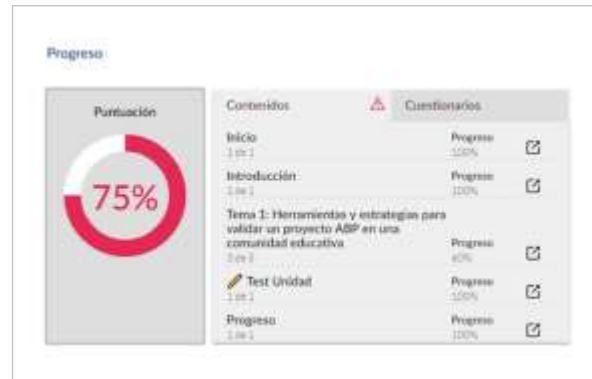 Progreso
Puntuación
75%
Contenidos
Cuestionarios
Inicio
Progreso
1 de 1
100%
Introducción
Progreso
1 de 1
100%
Tema 1: Herramientas y estrategias para
validar un proyecto ABP en una
comunidad educativa
Progreso
60%
Test Unidad
Progreso
1 de 1
100%
Progreso
Progreso
1 de 1
100%